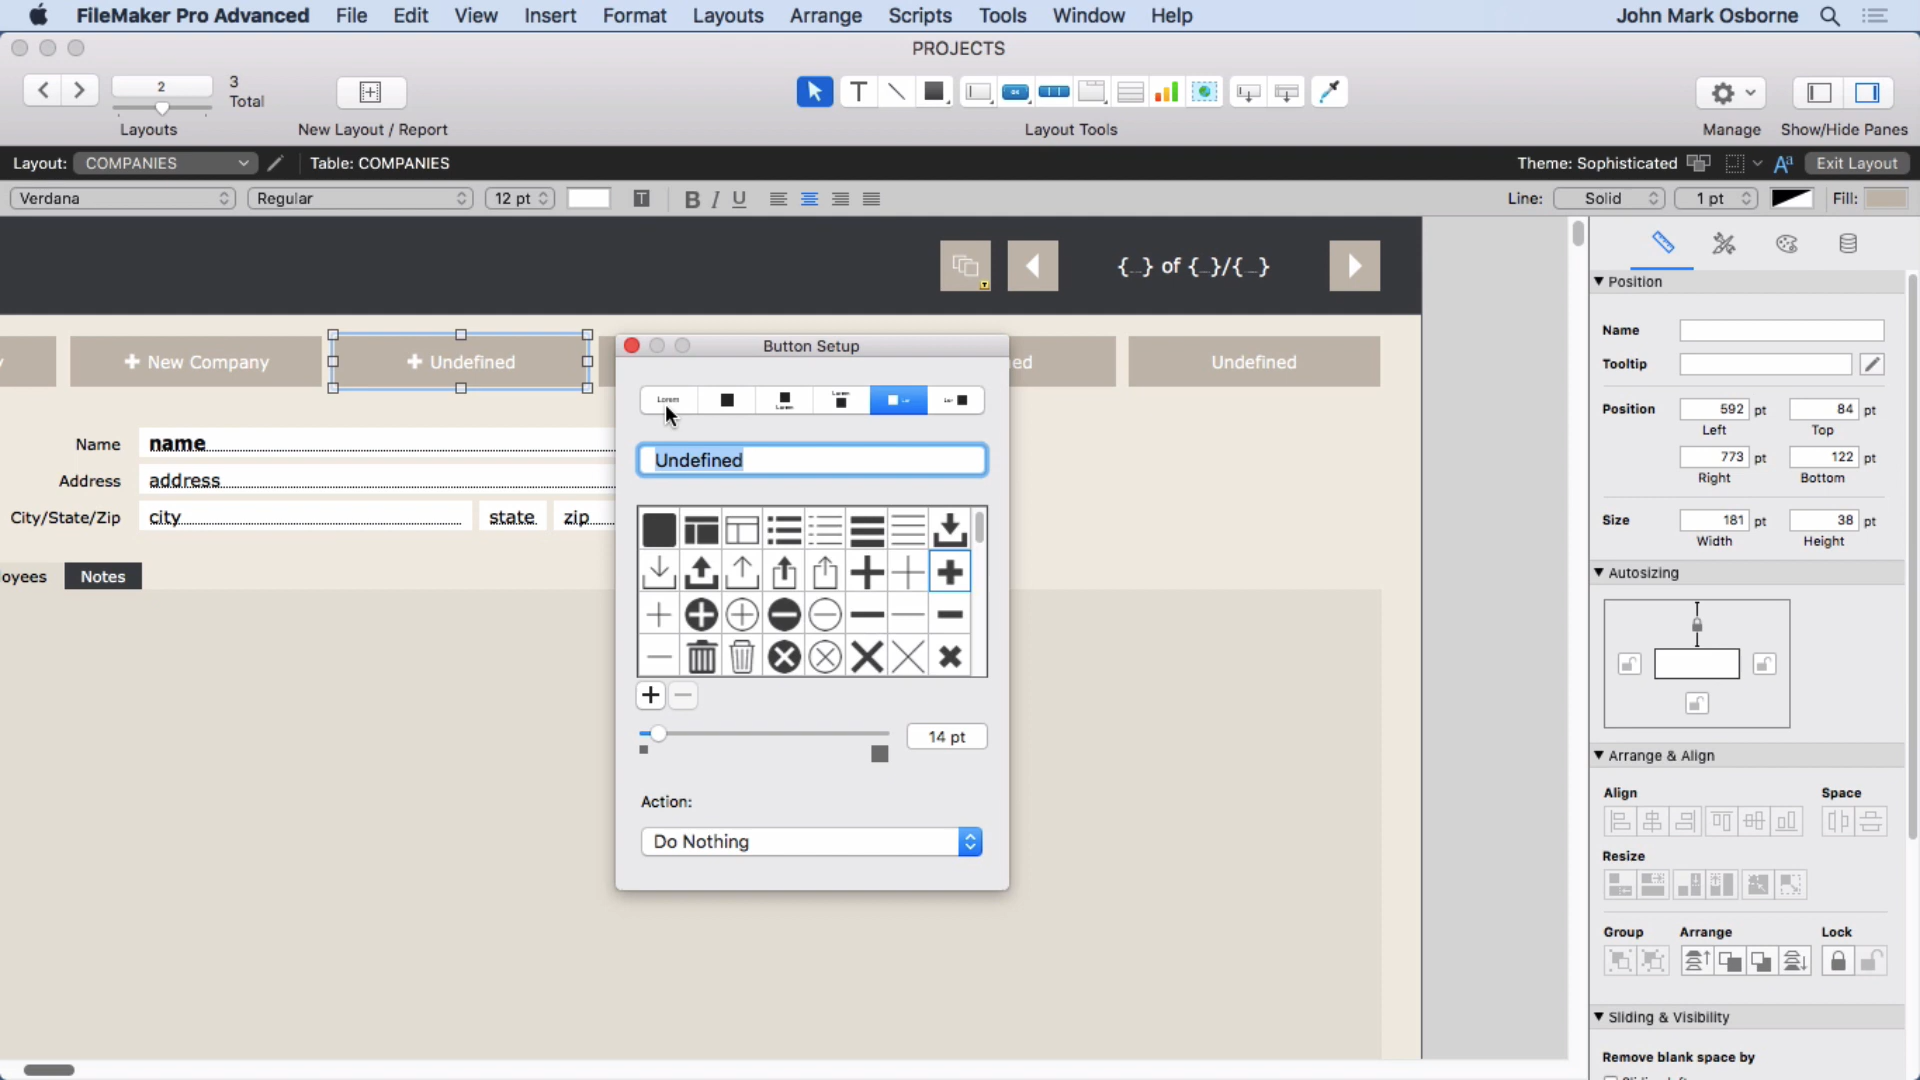 FileMaker Pro Advanced File Edit View Insert Format Layouts Arrange Scripts Tools Window Help John Mark Osborne
PROJECTS
2
3
Total
Layouts
New Layout / Report
Layout Tools
Manage
Show/Hide Panes
Layout: COMPANIES
Table: COMPANIES
Theme: Sophisticated
Aa
Exit Layout
Verdana
Regular
12 pt
T
B I U
Line: Solid
1 pt
Fill:
{_} of {_}/{_}
New Company
Undefined
Undefined
Name
name
Address
address
City/State/Zip
city
state
zip
loyees
Notes
Button Setup
Lorem
Lorem
Undefined
14 pt
Action:
Do Nothing
Position
Name
Tooltip
Position
592 pt
84 pt
Left
Top
773 pt
122 pt
Right
Bottom
Size
181 pt
38 pt
Width
Height
Autosizing
Arrange & Align
Align
Space
Resize
Group
Arrange
Lock
Sliding & Visibility
Remove blank space by